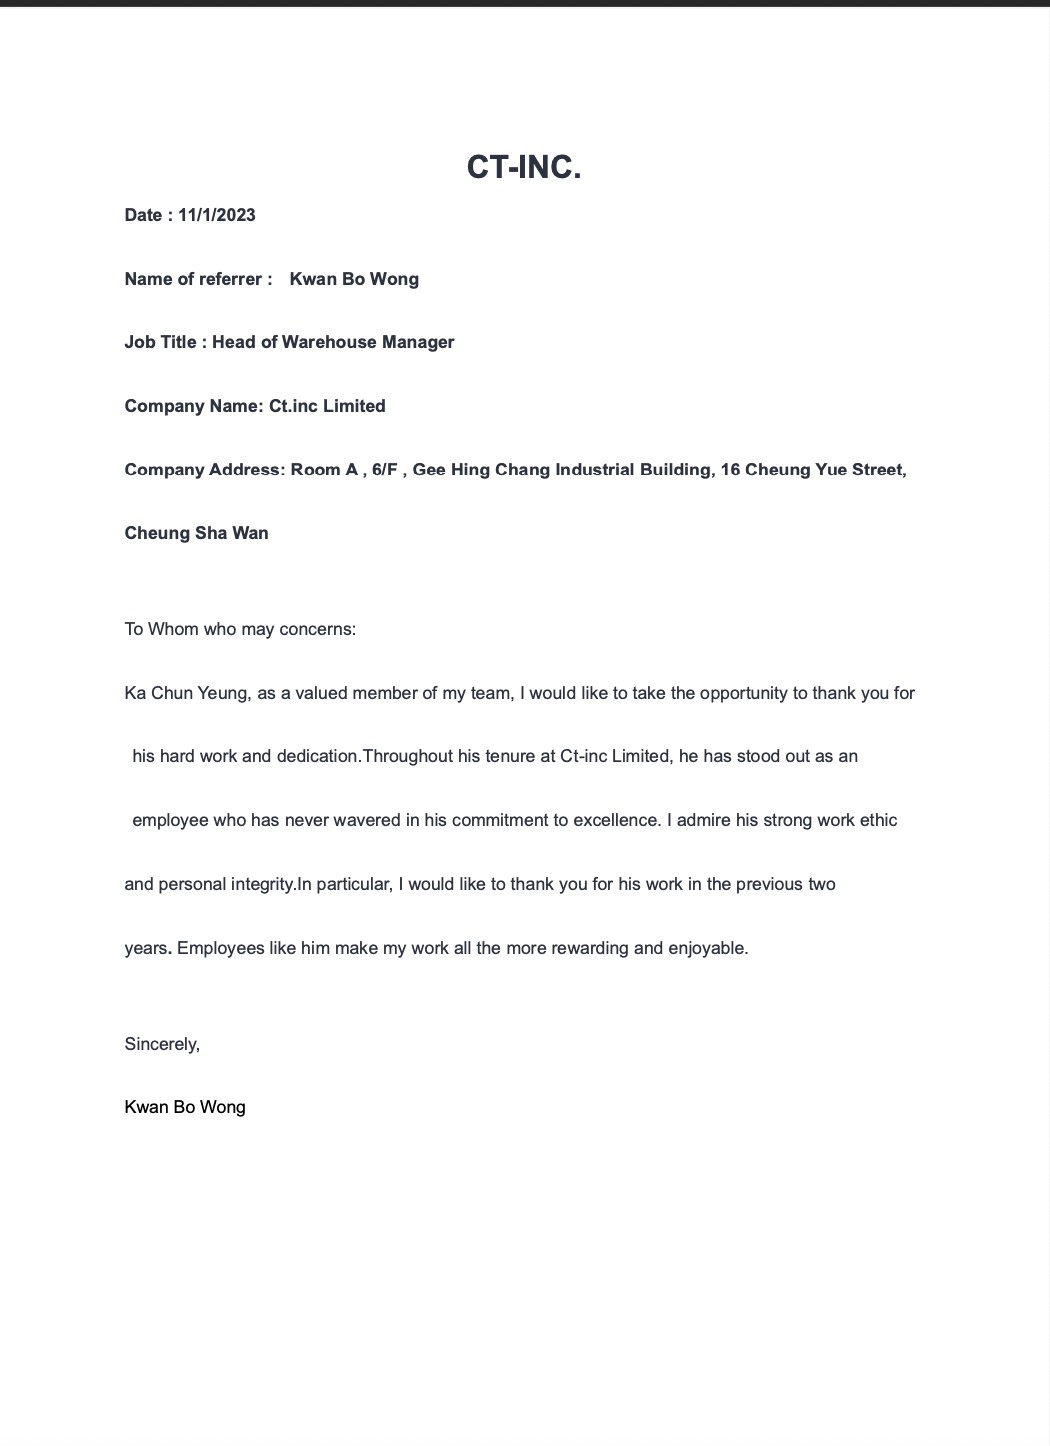 CT-INC.
Date : 11/1/2023
Name of referrer : Kwan Bo Wong
Job Title : Head of Warehouse Manager
Company Name: Ct.inc Limited
Company Address: Room A , 6/F , Gee Hing Chang Industrial Building, 16 Cheung Yue Street,
Cheung Sha Wan
To Whom who may concerns:
Ka Chun Yeung, as a valued member of my team, I would like to take the opportunity to thank you for
his hard work and dedication.Throughout his tenure at Ct-inc Limited, he has stood out as an
employee who has never wavered in his commitment to excellence. I admire his strong work ethic
and personal integrity.In particular, I would like to thank you for his work in the previous two
years. Employees like him make my work all the more rewarding and enjoyable.
Sincerely,
Kwan Bo Wong